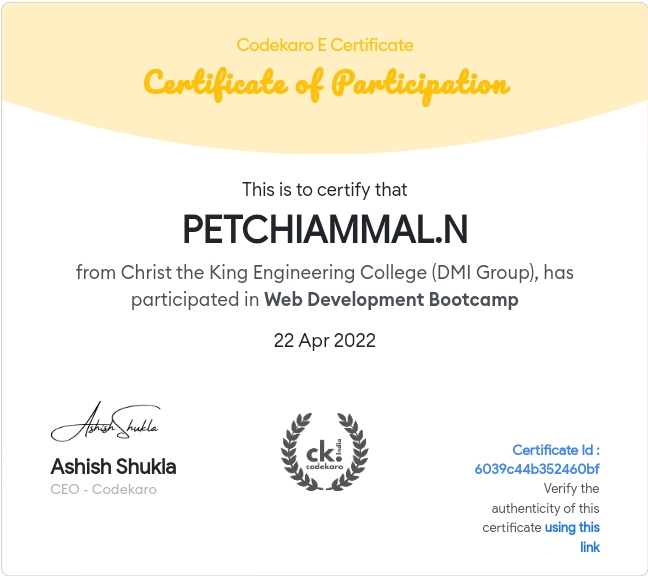 Codekaro E Certificate
Certificate of Participation
This is to certify that
PETCHIAMMAL.N
from Christ the King Engineering College (DMI Group), has
participated in Web Development Bootcamp
22 Apr 2022
Ashish Shukla
Ashish Shukla
CEO - Codekaro
ck.
India
codekaro
Certificate Id :
6039c44b352460bf
Verify the
authenticity of this
certificate using this
link